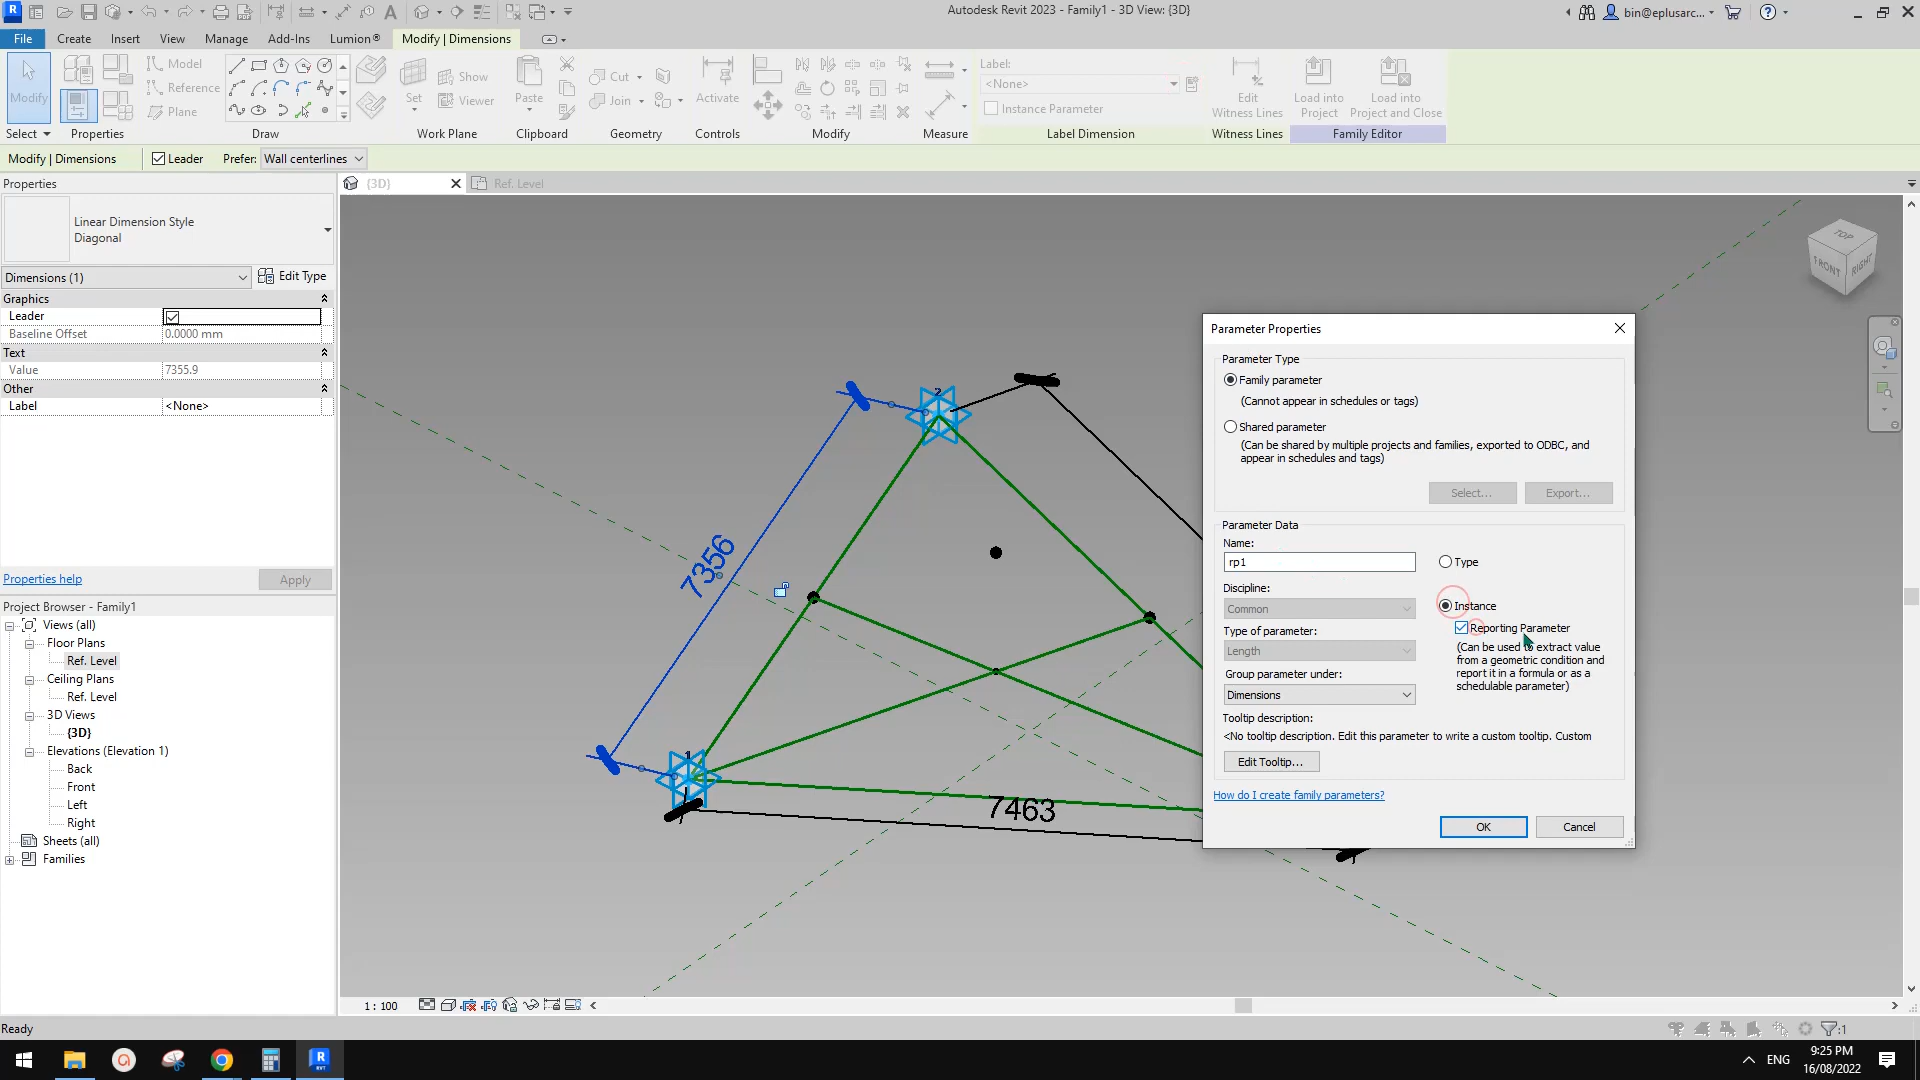 Autodesk Revit 2023 - Family1 - 3D View: {3D}
bin@eplusarc...
File
Create
Insert
View
Manage
Add-Ins
Lumion®
Modify | Dimensions
Modify
Select
Properties
Model
Reference
Plane
Draw
Set
Show
Viewer
Work Plane
Paste
Clipboard
Cut
Join
Geometry
Activate
Controls
Modify
Measure
Label:
<None>
Instance Parameter
Label Dimension
Edit
Witness Lines
Witness Lines
Load into
Project
Load into
Project and Close
Family Editor
Modify | Dimensions
Leader
Prefer:
Wall centerlines
Properties
{3D}
Ref. Level
Linear Dimension Style
Diagonal
Dimensions (1)
Edit Type
Graphics
Leader
Baseline Offset
0.0000 mm
Text
Value
7355.9
Other
Label
<None>
Properties help
Apply
Project Browser - Family1
Views (all)
Floor Plans
Ref. Level
Ceiling Plans
Ref. Level
3D Views
{3D}
Elevations (Elevation 1)
Back
Front
Left
Right
Sheets (all)
Families
TOP
FRONT
RIGHT
2
7356
1
7463
Parameter Properties
Parameter Type
Family parameter
(Cannot appear in schedules or tags)
Shared parameter
(Can be shared by multiple projects and families, exported to ODBC, and
appear in schedules and tags)
Select...
Export...
Parameter Data
Name:
rp1
Type
Discipline:
Common
Instance
Type of parameter:
Reporting Parameter
Length
(Can be used to extract value
from a geometric condition and
report it in a formula or as a
schedulable parameter)
Group parameter under:
Dimensions
Tooltip description:
<No tooltip description. Edit this parameter to write a custom tooltip. Custom
Edit Tooltip...
How do I create family parameters?
OK
Cancel
1 : 100
Ready
:1
ENG
9:25 PM
16/08/2022